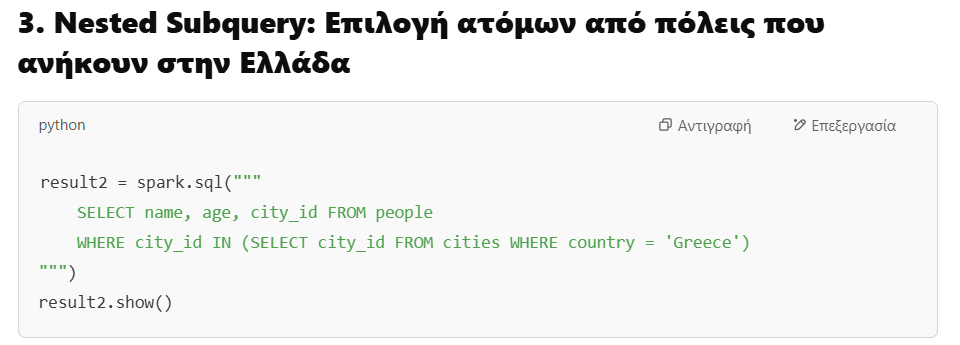 3. Nested Subquery: Επιλογή ατόμων από πόλεις που
ανήκουν στην Ελλάδα
python
Αντιγραφή
Επεξεργασία
result2 = spark.sql("""
    SELECT name, age, city_id FROM people
    WHERE city_id IN (SELECT city_id FROM cities WHERE country = 'Greece')
""")
result2.show()